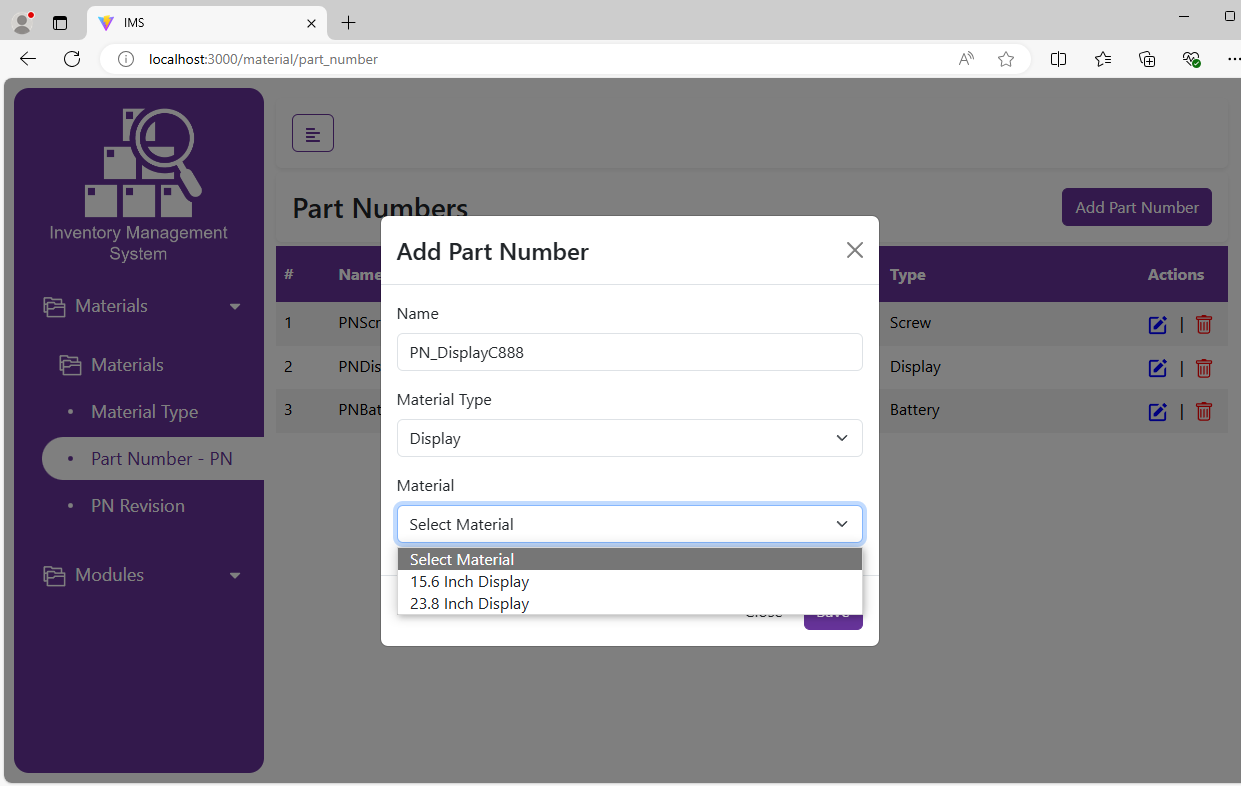 IMS
localhost:3000/material/part_number
Inventory Management
System
Materials
Materials
Material Type
Part Number - PN
PN Revision
Modules
Part Numbers
Add Part Number
# Name Type Actions
1 PNScr Screw |
2 PNDis Display |
3 PNBat Battery |
Add Part Number
Name
PN_DisplayC888
Material Type
Display
Material
Select Material
Select Material
15.6 Inch Display
23.8 Inch Display
Close Save